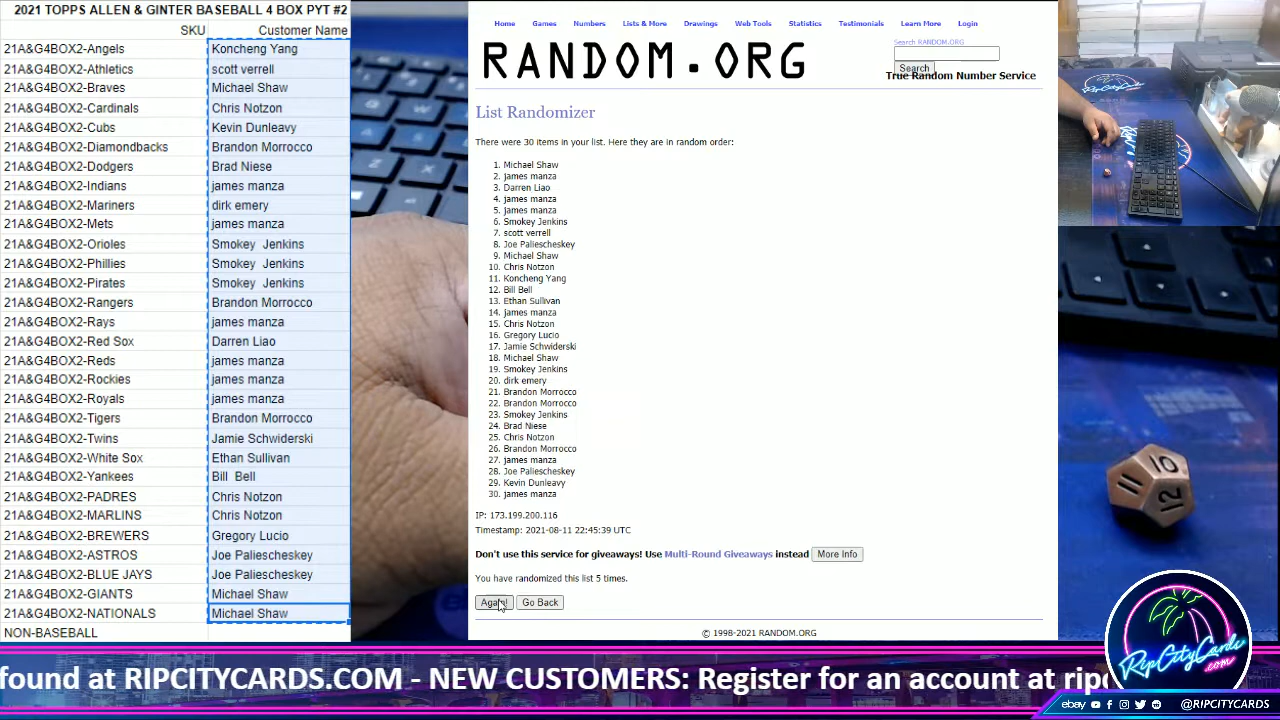 2021 TOPPS ALLEN & GINTER BASEBALL 4 BOX PYT #2
SKU Customer Name
21A&G4BOX2-Angels Koncheng Yang
21A&G4BOX2-Athletics scott verrell
21A&G4BOX2-Braves Michael Shaw
21A&G4BOX2-Cardinals Chris Notzon
21A&G4BOX2-Cubs Kevin Dunleavy
21A&G4BOX2-Diamondbacks Brandon Morrocco
21A&G4BOX2-Dodgers Brad Niese
21A&G4BOX2-Indians james manza
21A&G4BOX2-Mariners dirk emery
21A&G4BOX2-Mets james manza
21A&G4BOX2-Orioles Smokey Jenkins
21A&G4BOX2-Phillies Smokey Jenkins
21A&G4BOX2-Pirates Smokey Jenkins
21A&G4BOX2-Rangers Brandon Morrocco
21A&G4BOX2-Rays james manza
21A&G4BOX2-Red Sox Darren Liao
21A&G4BOX2-Reds james manza
21A&G4BOX2-Rockies james manza
21A&G4BOX2-Royals james manza
21A&G4BOX2-Tigers Brandon Morrocco
21A&G4BOX2-Twins Jamie Schwiderski
21A&G4BOX2-White Sox Ethan Sullivan
21A&G4BOX2-Yankees Bill Bell
21A&G4BOX2-PADRES Chris Notzon
21A&G4BOX2-MARLINS Chris Notzon
21A&G4BOX2-BREWERS Gregory Lucio
21A&G4BOX2-ASTROS Joe Paliescheskey
21A&G4BOX2-BLUE JAYS Joe Paliescheskey
21A&G4BOX2-GIANTS Michael Shaw
21A&G4BOX2-NATIONALS Michael Shaw
NON-BASEBALL
Home Games Numbers Lists & More Drawings Web Tools Statistics Testimonials Learn More Login
RANDOM.ORG
Search RANDOM.ORG
Search
True Random Number Service
List Randomizer
There were 30 items in your list. Here they are in random order:
1. Michael Shaw
2. james manza
3. Darren Liao
4. james manza
5. james manza
6. Smokey Jenkins
7. scott verrell
8. Joe Paliescheskey
9. Michael Shaw
10. Chris Notzon
11. Koncheng Yang
12. Bill Bell
13. Ethan Sullivan
14. james manza
15. Chris Notzon
16. Gregory Lucio
17. Jamie Schwiderski
18. Michael Shaw
19. Smokey Jenkins
20. dirk emery
21. Brandon Morrocco
22. Brandon Morrocco
23. Smokey Jenkins
24. Brad Niese
25. Chris Notzon
26. Brandon Morrocco
27. james manza
28. Joe Paliescheskey
29. Kevin Dunleavy
30. james manza
IP: 173.199.200.116
Timestamp: 2021-08-11 22:45:39 UTC
Don't use this service for giveaways! Use Multi-Round Giveaways instead More Info
You have randomized this list 5 times.
Again! Go Back
© 1998-2021 RANDOM.ORG
10
11
12
RipCityCards
.com
found at RIPCITYCARDS.COM - NEW CUSTOMERS: Register for an account at ripc
ebay @RIPCITYCARDS